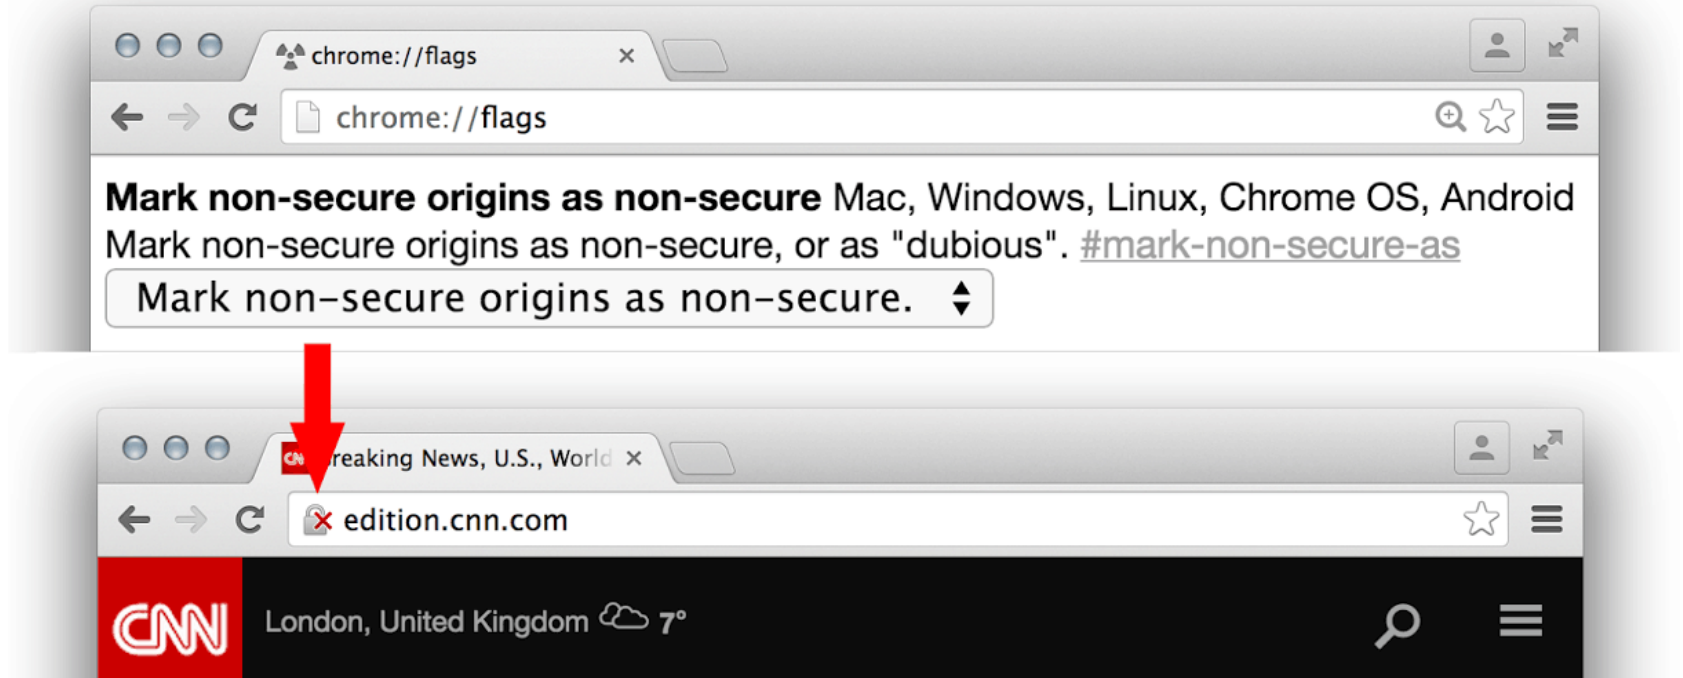 chrome://flags
chrome://flags
Mark non-secure origins as non-secure Mac, Windows, Linux, Chrome OS, Android
Mark non-secure origins as non-secure, or as "dubious". #mark-non-secure-as
Mark non-secure origins as non-secure.
CNN reaking News, U.S., World
edition.cnn.com
CNN London, United Kingdom 7°